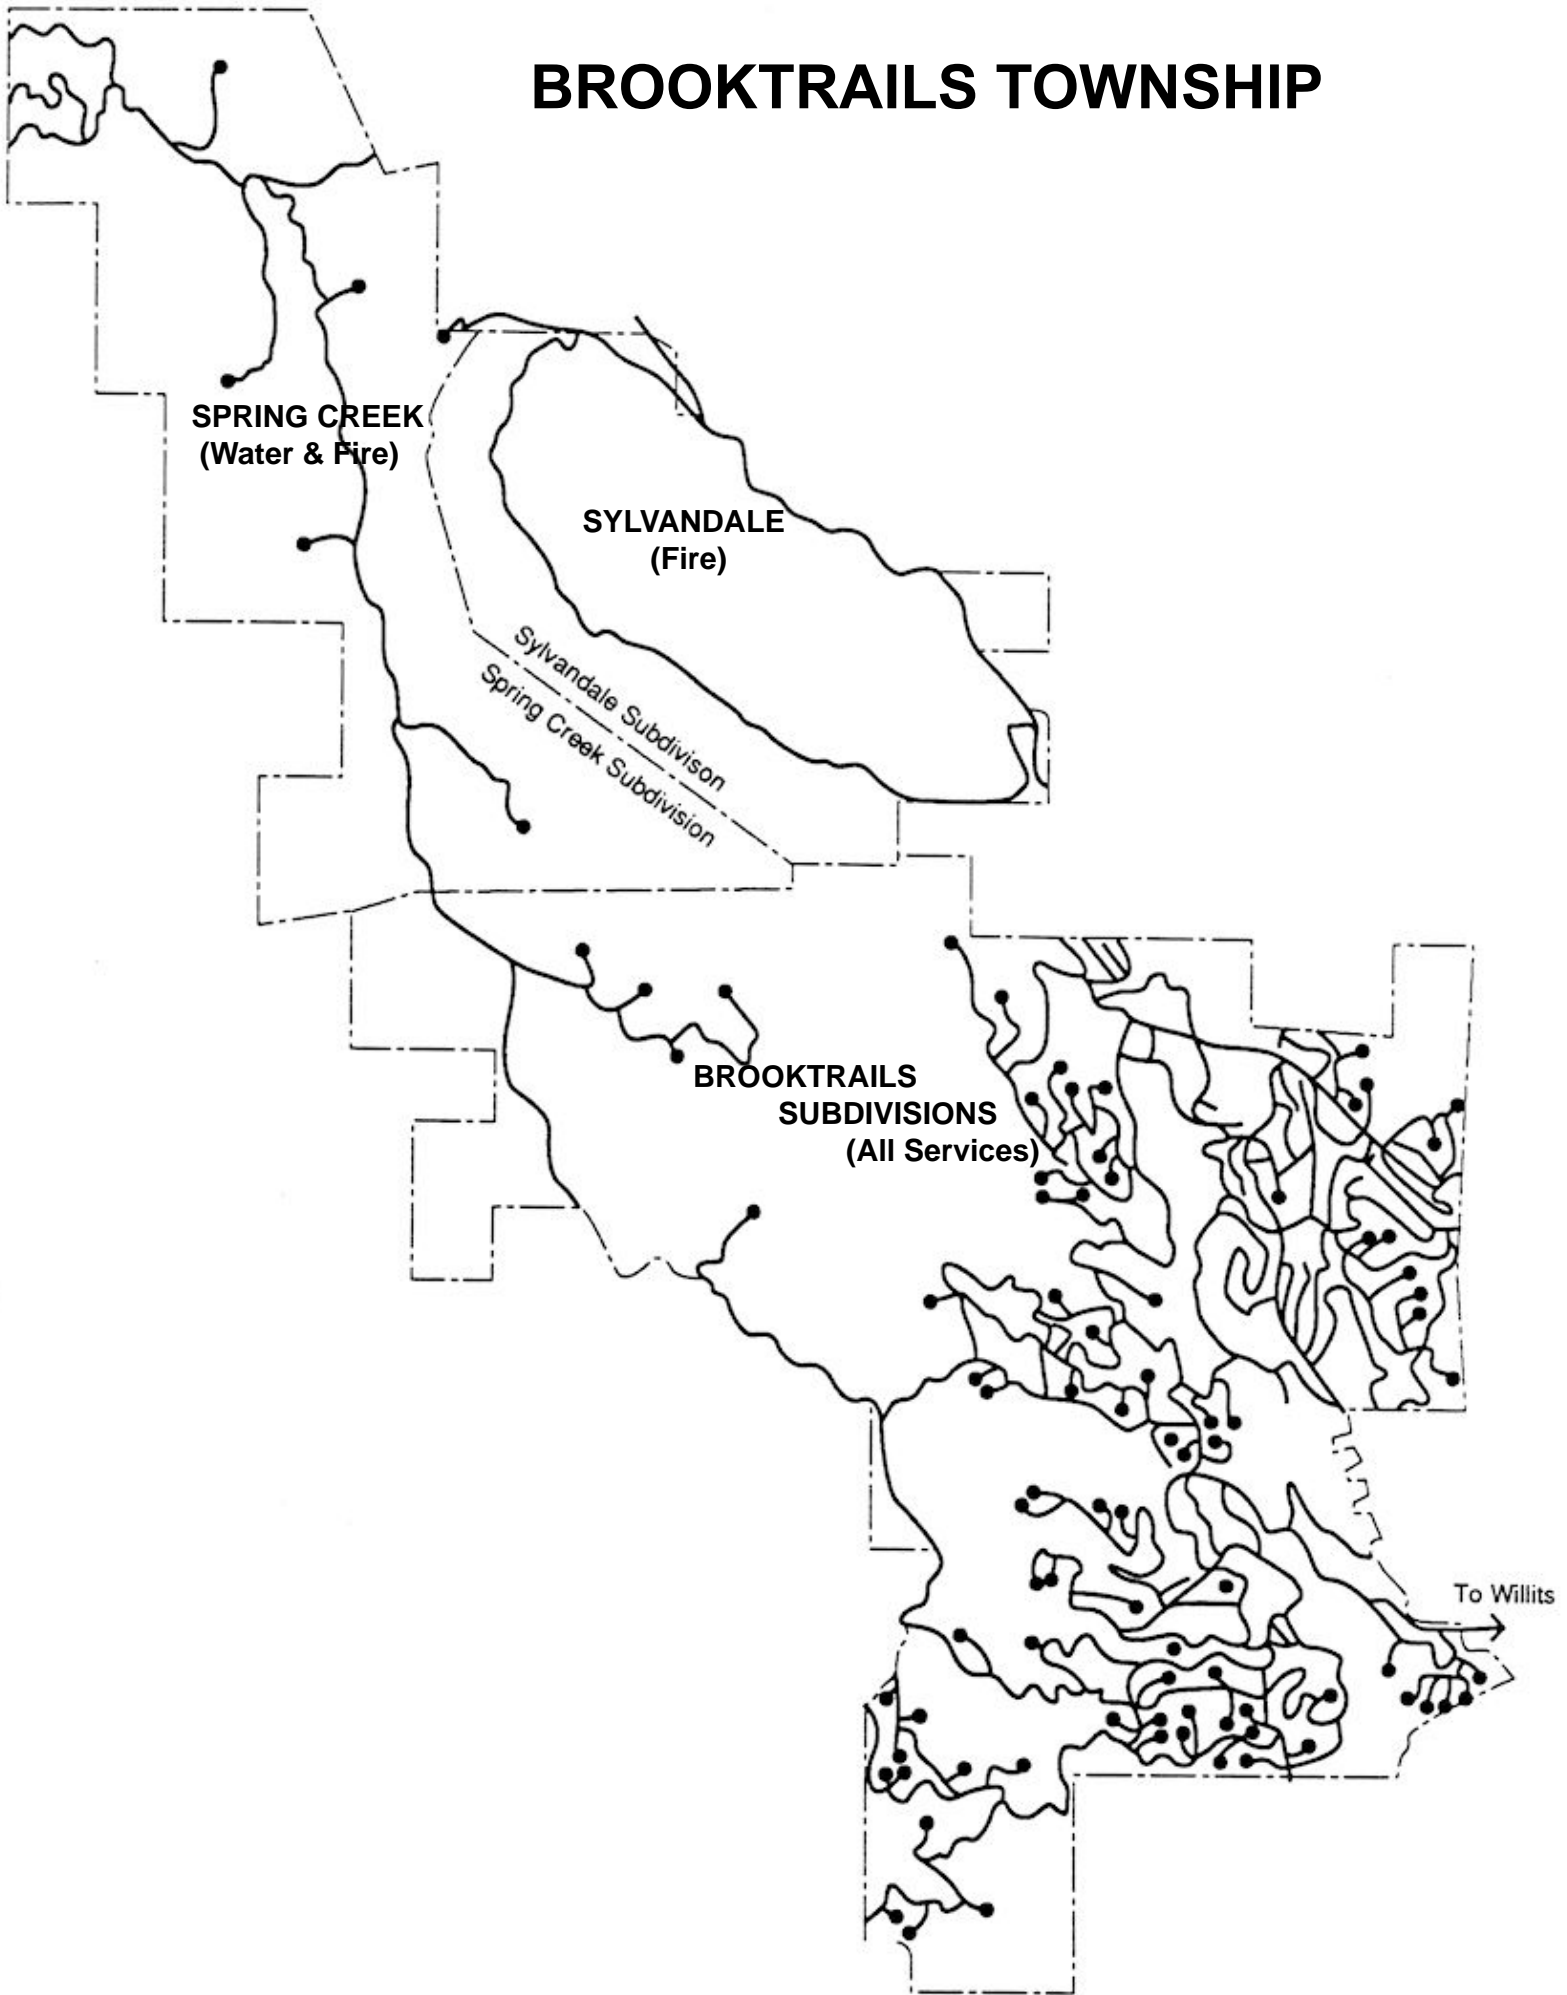 BROOKTRAILS TOWNSHIP
SPRING CREEK
(Water & Fire)
SYLVANDALE
(Fire)
Sylvandale Subdivison
Spring Creek Subdivision
BROOKTRAILS
SUBDIVISIONS
(All Services)
To Willits